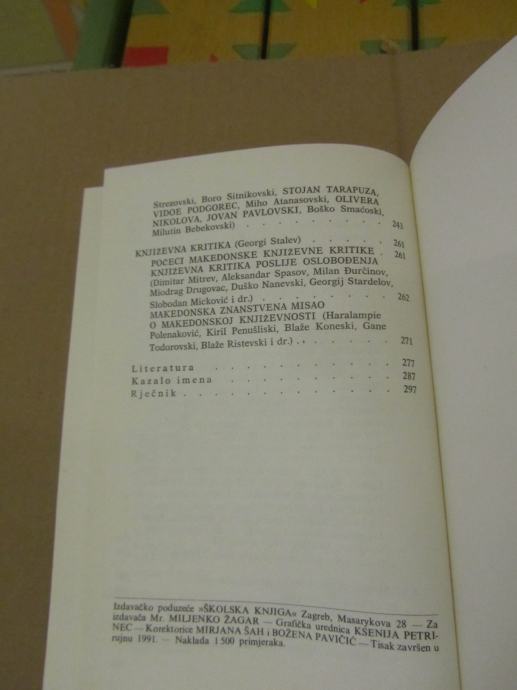 Strezovski, Boro Sitnikovski, STOJAN TARAPUZA,
VIDOE PODGOREC, Miho Atanasovski, OLIVERA
NIKOLOVA, JOVAN PAVLOVSKI, Boško Smaćoski,
Milutin Bebekovski) . . . . . . . . 243
KNJIŽEVNA KRITIKA (Georgi Stalev) . . . . . 261
POČECI MAKEDONSKE KNJIŽEVNE KRITIKE . 261
KNJIŽEVNA KRITIKA POSLIJE OSLOBOĐENJA
(Dimitar Mitrev, Aleksandar Spasov, Milan Đurčinov,
Miodrag Drugovac, Duško Nanevski, Georgij Stardelov,
Slobodan Micković i dr.) . . . . . . . . 262
MAKEDONSKA ZNANSTVENA MISAO
O MAKEDONSKOJ KNJIŽEVNOSTI (Haralampie
Polenaković, Kiril Penušliski, Blaže Koneski, Gane
Todorovski, Blaže Ristevski i dr.) . . . . . . 271
Literatura . . . . . . . . . . 277
Kazalo imena . . . . . . . . . 287
Rječnik . . . . . . . . . . . 297
Izdavačko poduzeće »ŠKOLSKA KNJIGA« Zagreb, Masarykova 28 — Za
izdavača Mr. MILJENKO ŽAGAR — Grafička urednica KSENIJA PETRI-
NEC — Korektorice MIRJANA ŠAH i BOŽENA PAVIČIĆ — Tisak završen u
rujnu 1991. — Naklada 1 500 primjeraka.